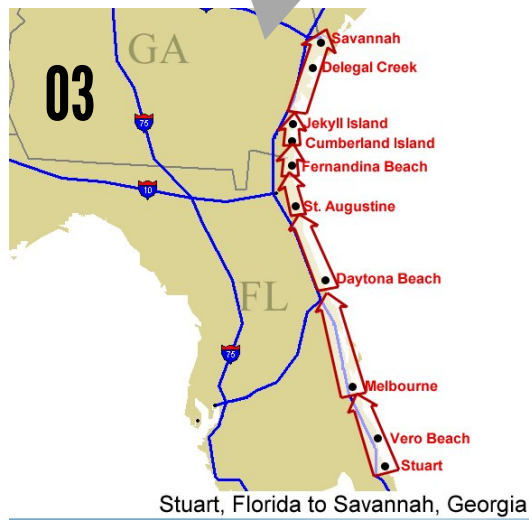 Savannah
GA
Delegal Creek
03
75
Jekyll Island
Cumberland Island
Fernandina Beach
10
St. Augustine
Daytona Beach
FL
75
Melbourne
Vero Beach
Stuart
Stuart, Florida to Savannah, Georgia